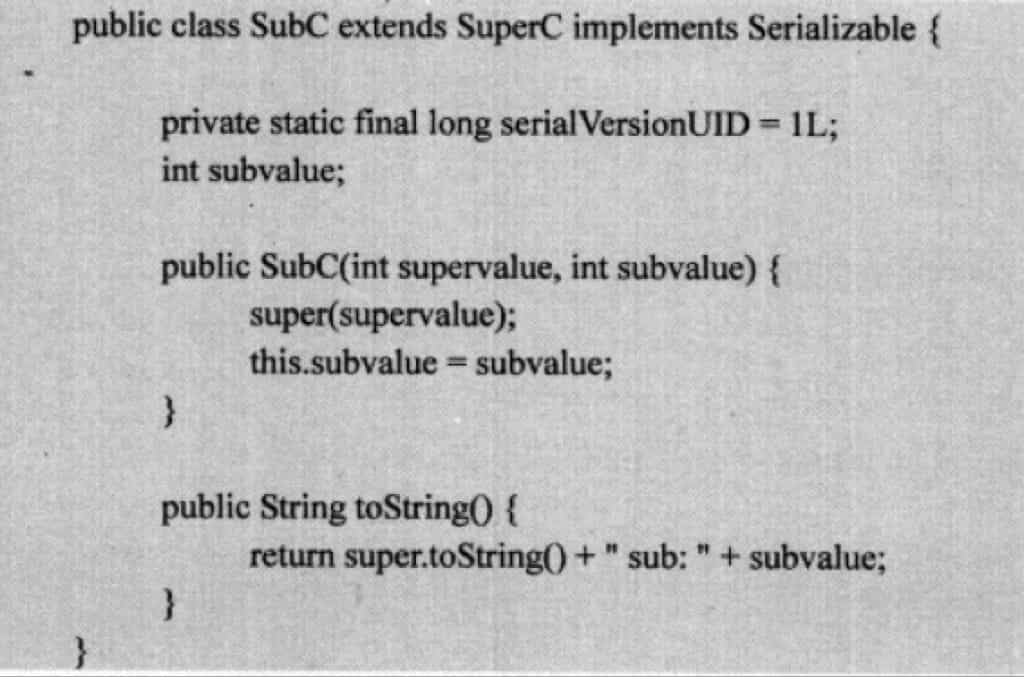 public class SubC extends SuperC implements Serializable {
private static final long serialVersionUID = 1L;
int subvalue;
public SubC(int supervalue, int subvalue) {
super(supervalue);
this.subvalue = subvalue;
}
public String toString() {
return super.toString() + " sub: " + subvalue;
}
}